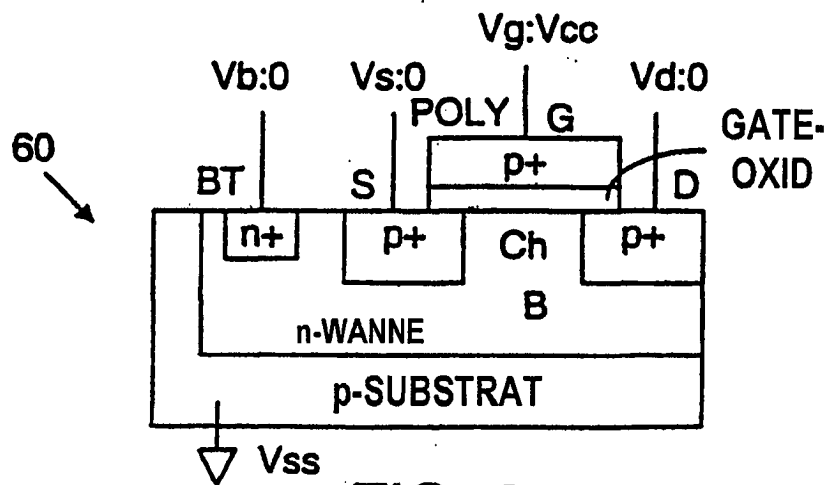 Vg:Vcc
Vb:0 Vs:0 Vd:0
POLY G
GATE-
OXID
60
BT S p+ D
n+ p+ Ch p+
B
n-WANNE
p-SUBSTRAT
Vss